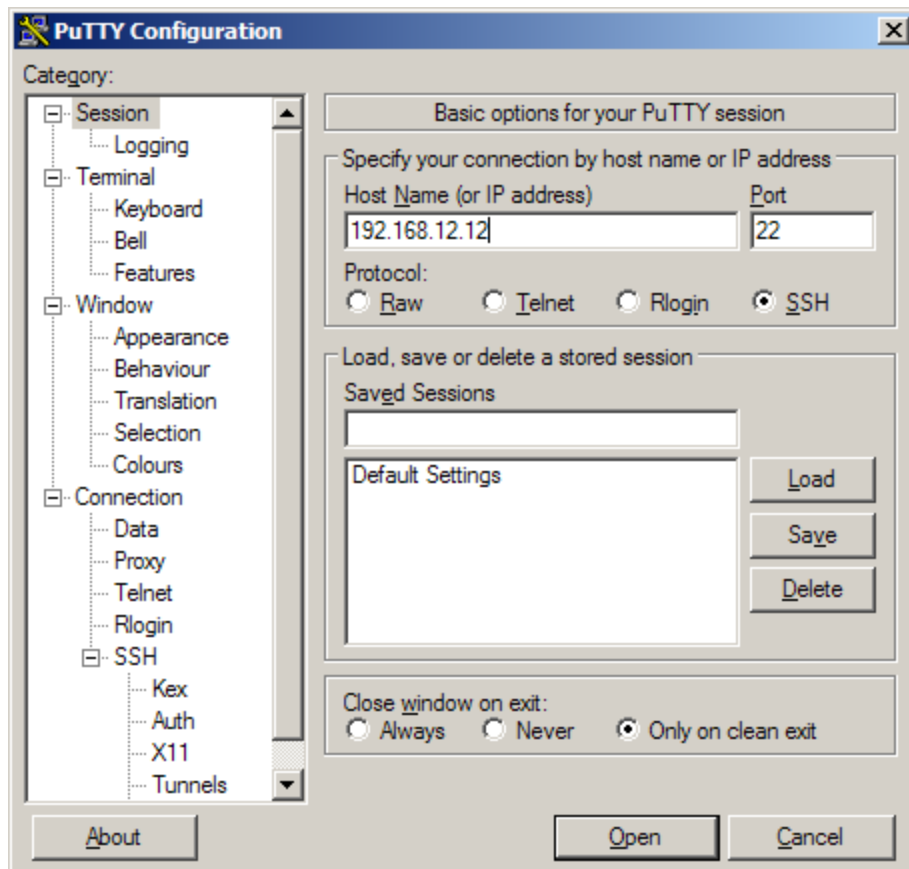 PuTTY Configuration
Category:
Session
Logging
Terminal
Keyboard
Bell
Features
Window
Appearance
Behaviour
Translation
Selection
Colours
Connection
Data
Proxy
Telnet
Rlogin
SSH
Kex
Auth
X11
Tunnels
Basic options for your PuTTY session
Specify your connection by host name or IP address
Host Name (or IP address) Port
192.168.12.12 22
Protocol:
Raw Telnet Rlogin SSH
Load, save or delete a stored session
Saved Sessions
Default Settings
Load
Save
Delete
Close window on exit:
Always Never Only on clean exit
About Open Cancel